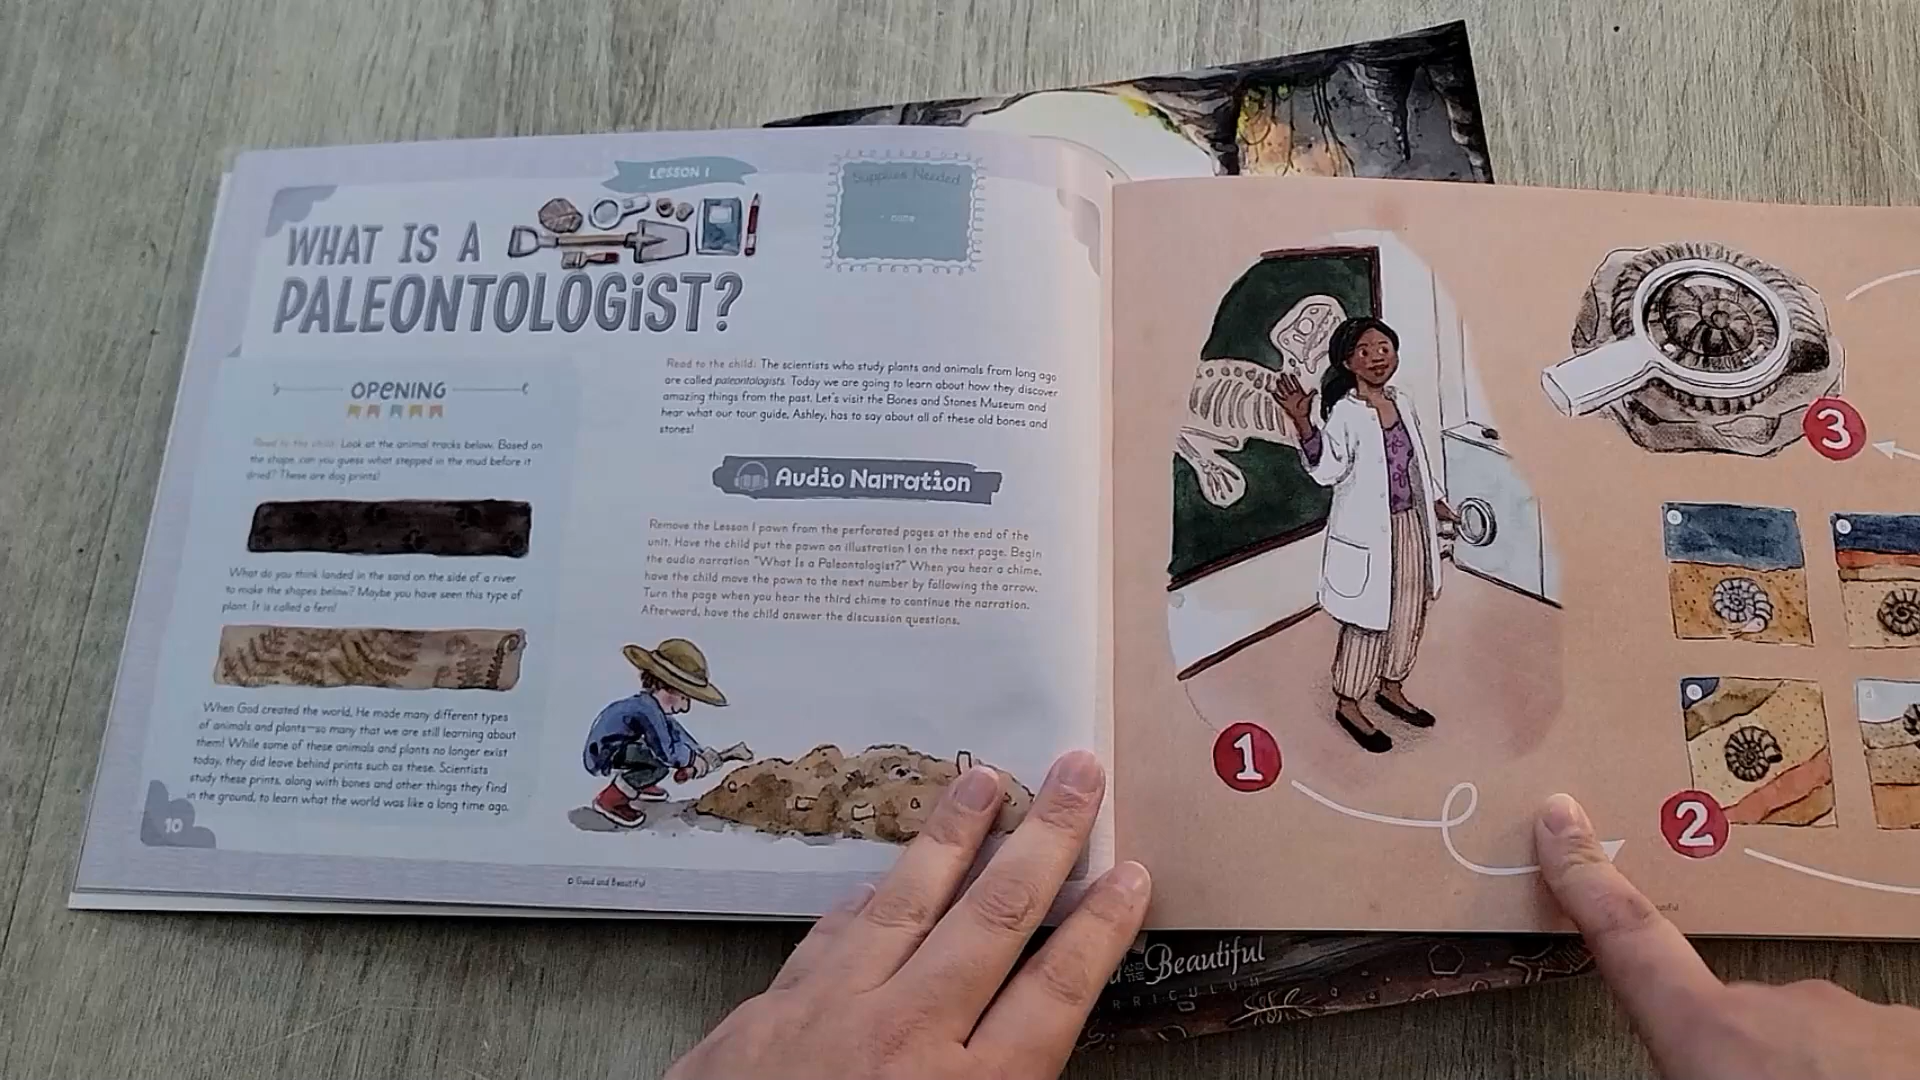 LESSON 1
WHAT IS A
PALEONTOLOGIST?
Supplies Needed
• none
OPENING
Read to the child: Look at the animal tracks below. Based on
the shape, can you guess what stepped in the mud before it
dried? These are dog prints!
What do you think landed in the sand on the side of a river
to make the shapes below? Maybe you have seen this type of
plant. It is called a fern!
When God created the world, He made many different types
of animals and plants—so many that we are still learning about
them! While some of these animals and plants no longer exist
today, they did leave behind prints such as these. Scientists
study these prints, along with bones and other things they find
in the ground, to learn what the world was like a long time ago.
10
Read to the child: The scientists who study plants and animals from long ago
are called paleontologists. Today we are going to learn about how they discover
amazing things from the past. Let's visit the Bones and Stones Museum and
hear what our tour guide, Ashley, has to say about all of these old bones and
stones!
Audio Narration
Remove the Lesson 1 pawn from the perforated pages at the end of the
unit. Have the child put the pawn on illustration 1 on the next page. Begin
the audio narration "What Is a Paleontologist?" When you hear a chime,
have the child move the pawn to the next number by following the arrow.
Turn the page when you hear the third chime to continue the narration.
Afterward, have the child answer the discussion questions.
© Good and Beautiful
1
2
3
a
b
c
d
AND THE Beautiful
RRICULUM